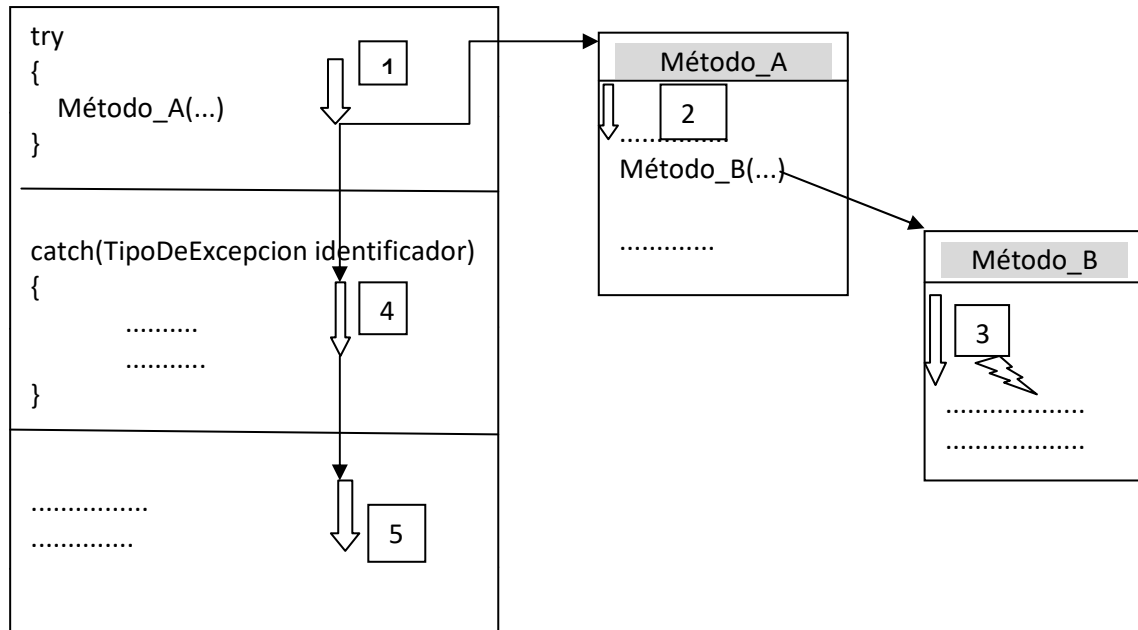 try
{
1
Método_A(...)
}
catch(TipoDeExcepcion identificador)
{
..........
4
...........
}
................
..............
5
Método_A
2
...............
Método_B(...)
.............
Método_B
3
...................
...................